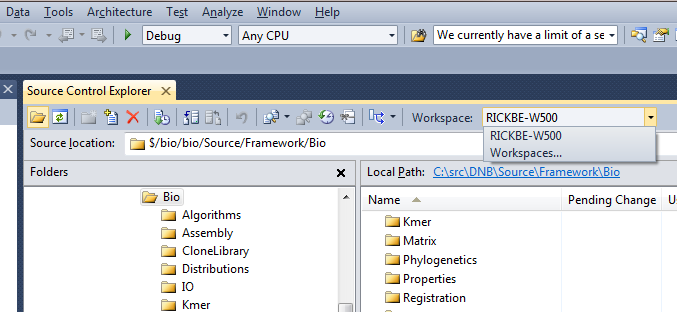 Data Tools Architecture Test Analyze Window Help
Debug Any CPU We currently have a limit of a se
Source Control Explorer
Workspace: RICKBE-W500
RICKBE-W500
Workspaces...
Source location: $/bio/bio/Source/Framework/Bio
Folders
Local Path: C:\src\DNB\Source\Framework\Bio
Bio
Algorithms
Assembly
CloneLibrary
Distributions
IO
Kmer
Name Pending Change Us
Kmer
Matrix
Phylogenetics
Properties
Registration